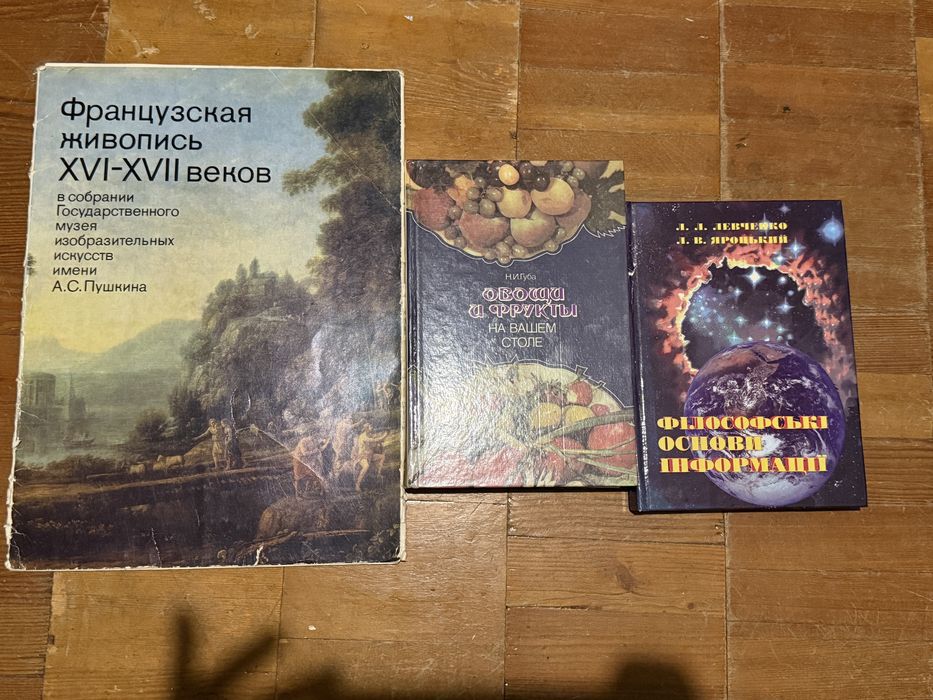 Французская
живопись
XVI-XVII веков
в собрании
Государственного
музея
изобразительных
искусств
имени
А.С.Пушкина
Н.И.Губа
ОВОЩИ
И ФРУКТЫ
НА ВАШЕМ
СТОЛЕ
Л. Л. ЛЕВЧЕНКО
Л. В. ЯРОЦЬКИЙ
ФІЛОСОФСЬКІ
ОСНОВИ
ІНФОРМАЦІЇ